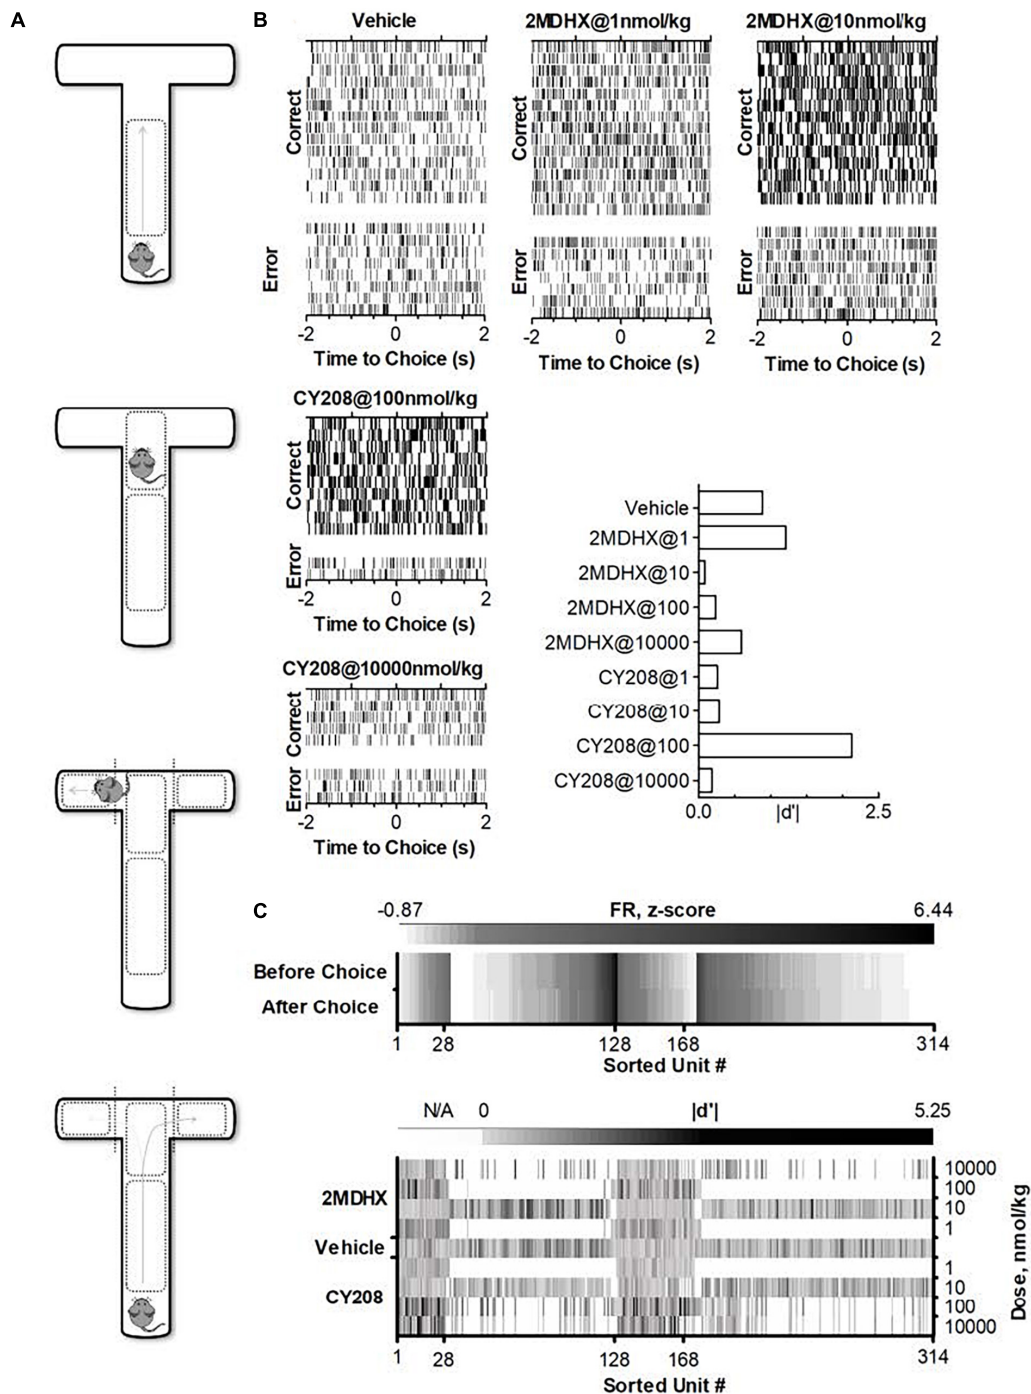 A
B
Vehicle
2MDHX@1nmol/kg
2MDHX@10nmol/kg
Correct
Correct
Correct
Error
Error
Error
-2 0 2
-2 0 2
-2 0 2
Time to Choice (s)
Time to Choice (s)
Time to Choice (s)
CY208@100nmol/kg
Correct
Error
-2 0 2
Time to Choice (s)
CY208@10000nmol/kg
Correct
Error
-2 0 2
Time to Choice (s)
Vehicle
2MDHX@1
2MDHX@10
2MDHX@100
2MDHX@10000
CY208@1
CY208@10
CY208@100
CY208@10000
0.0 |d'| 2.5
C
-0.87 FR, z-score 6.44
Before Choice
After Choice
1 28 128 168 314
Sorted Unit #
N/A 0 |d'| 5.25
2MDHX
Vehicle
CY208
10000
100
10
1
1
10
100
10000
Dose, nmol/kg
1 28 128 168 314
Sorted Unit #